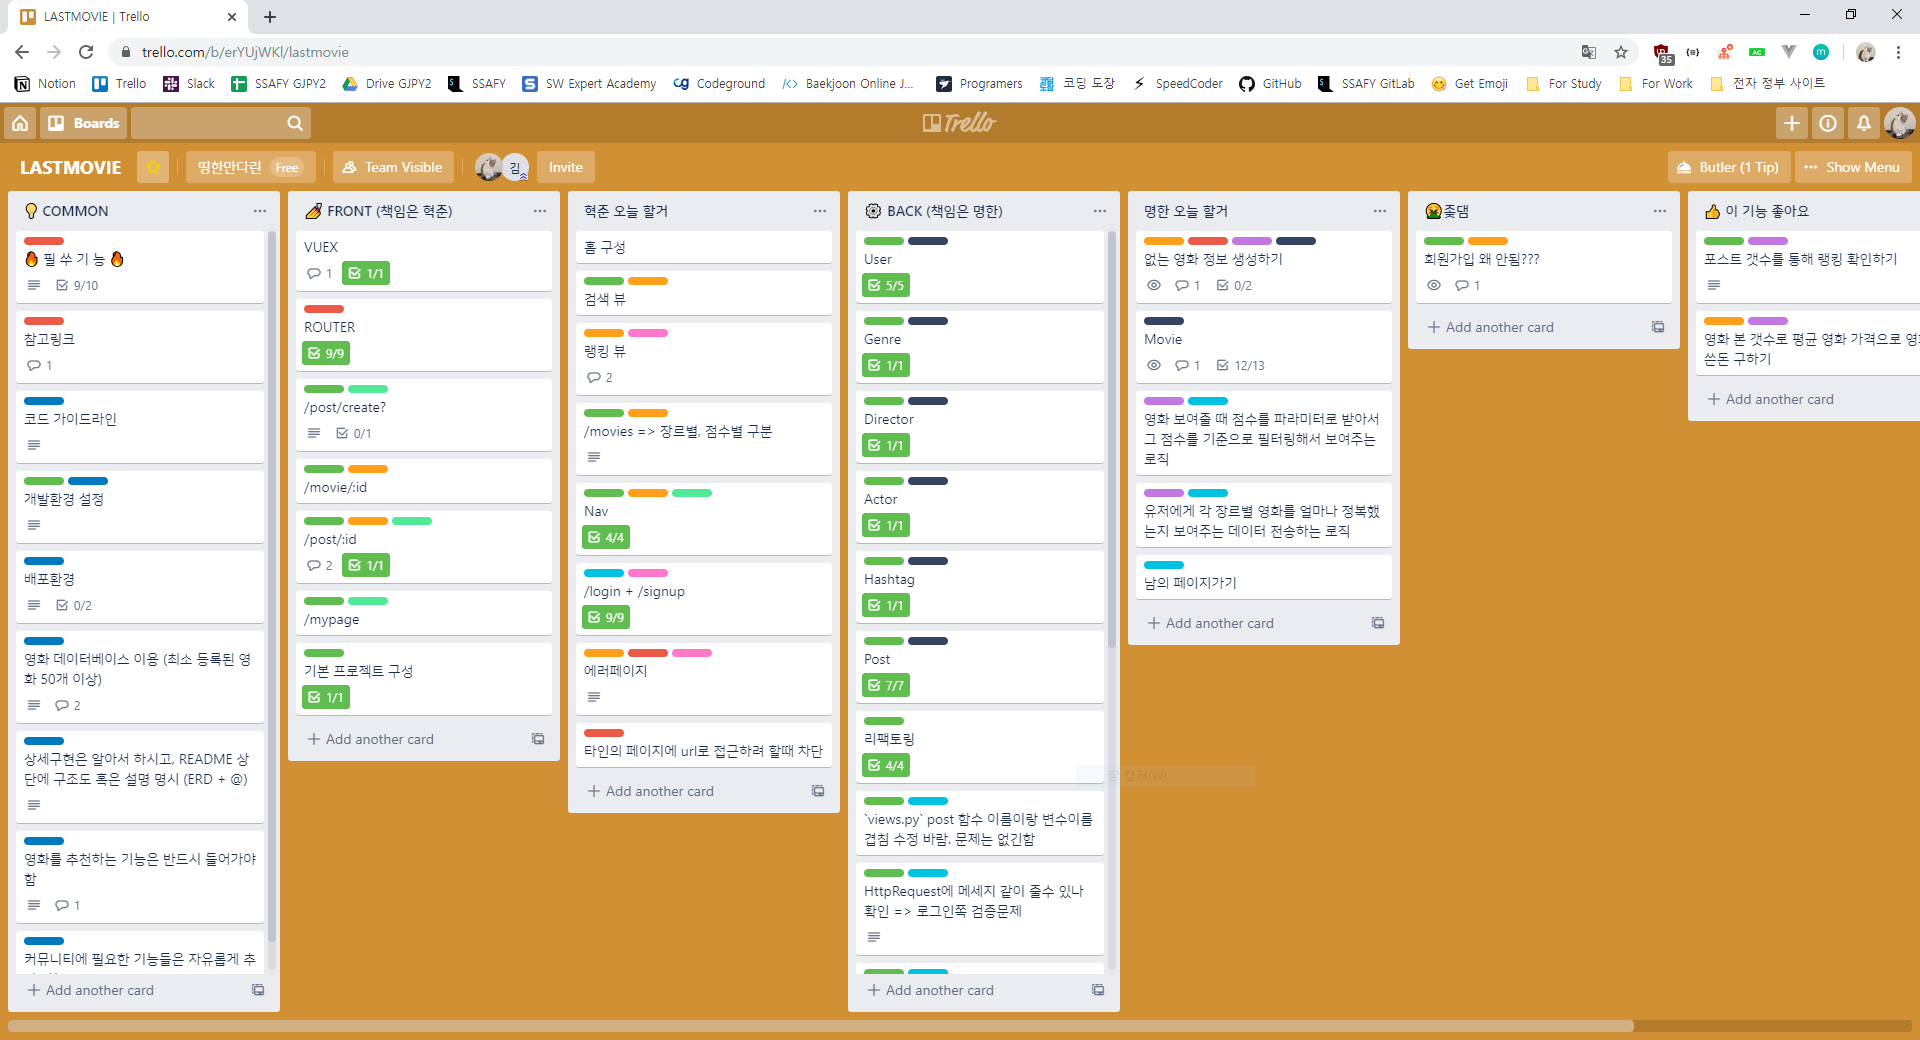 LASTMOVIE | Trello
trello.com/b/erYUjWKl/lastmovie
35
AC
m
Notion
Trello
Slack
SSAFY GJPY2
Drive GJPY2
SSAFY
SW Expert Academy
Codeground
Baekjoon Online J...
Programers
코딩 도장
SpeedCoder
GitHub
SSAFY GitLab
Get Emoji
For Study
For Work
전자 정부 사이트
Boards
Trello
LASTMOVIE
띵한만다린 Free
Team Visible
김
Invite
Butler (1 Tip)
Show Menu
💡 COMMON
🔥 필 쑤 기 능 🔥
9/10
참고링크
1
코드 가이드라인
개발환경 설정
배포환경
0/2
영화 데이터베이스 이용 (최소 등록된 영
화 50개 이상)
2
상세구현은 알아서 하시고, README 상
단에 구조도 혹은 설명 명시 (ERD + @)
영화를 추천하는 기능은 반드시 들어가야
함
1
커뮤니티에 필요한 기능들은 자유롭게 추
Add another card
FRONT (책임은 혁준)
VUEX
1
1/1
ROUTER
9/9
/post/create?
0/1
/movie/:id
/post/:id
2
1/1
/mypage
기본 프로젝트 구성
1/1
Add another card
혁준 오늘 할거
홈 구성
검색 뷰
랭킹 뷰
2
/movies => 장르별, 점수별 구분
Nav
4/4
/login + /signup
9/9
에러페이지
타인의 페이지에 url로 접근하려 할때 차단
Add another card
BACK (책임은 명한)
User
5/5
Genre
1/1
Director
1/1
Actor
1/1
Hashtag
1/1
Post
7/7
리팩토링
4/4
`views.py` post 함수 이름이랑 변수이름
겹침 수정 바람. 문제는 없긴함
HttpRequest에 메세지 같이 줄수 있나
확인 => 로그인쪽 검증문제
Add another card
명한 오늘 할거
없는 영화 정보 생성하기
1
0/2
Movie
1
12/13
영화 보여줄 때 점수를 파라미터로 받아서
그 점수를 기준으로 필터링해서 보여주는
로직
유저에게 각 장르별 영화를 얼마나 정복했
는지 보여주는 데이터 전송하는 로직
남의 페이지가기
Add another card
🤮좆댐
회원가입 왜 안됨???
1
Add another card
👍 이 기능 좋아요
포스트 갯수를 통해 랭킹 확인하기
영화 본 갯수로 평균 영화 가격으로 영
쓴돈 구하기
Add another card
창 캡처(W)